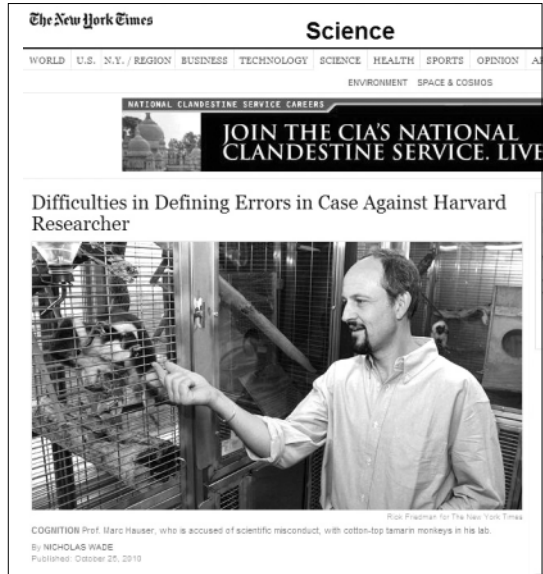 The New York Times
Science
WORLD U.S. N.Y. / REGION BUSINESS TECHNOLOGY SCIENCE HEALTH SPORTS OPINION
ENVIRONMENT SPACE & COSMOS
NATIONAL CLANDESTINE SERVICE CAREERS
JOIN THE CIA'S NATIONAL
CLANDESTINE SERVICE. LIVE
Difficulties in Defining Errors in Case Against Harvard
Researcher
Rick Friedman for The New York Times
COGNITION Prof. Marc Hauser, who is accused of scientific misconduct, with cotton-top tamarin monkeys in his lab.
By NICHOLAS WADE
Published: October 25, 2010